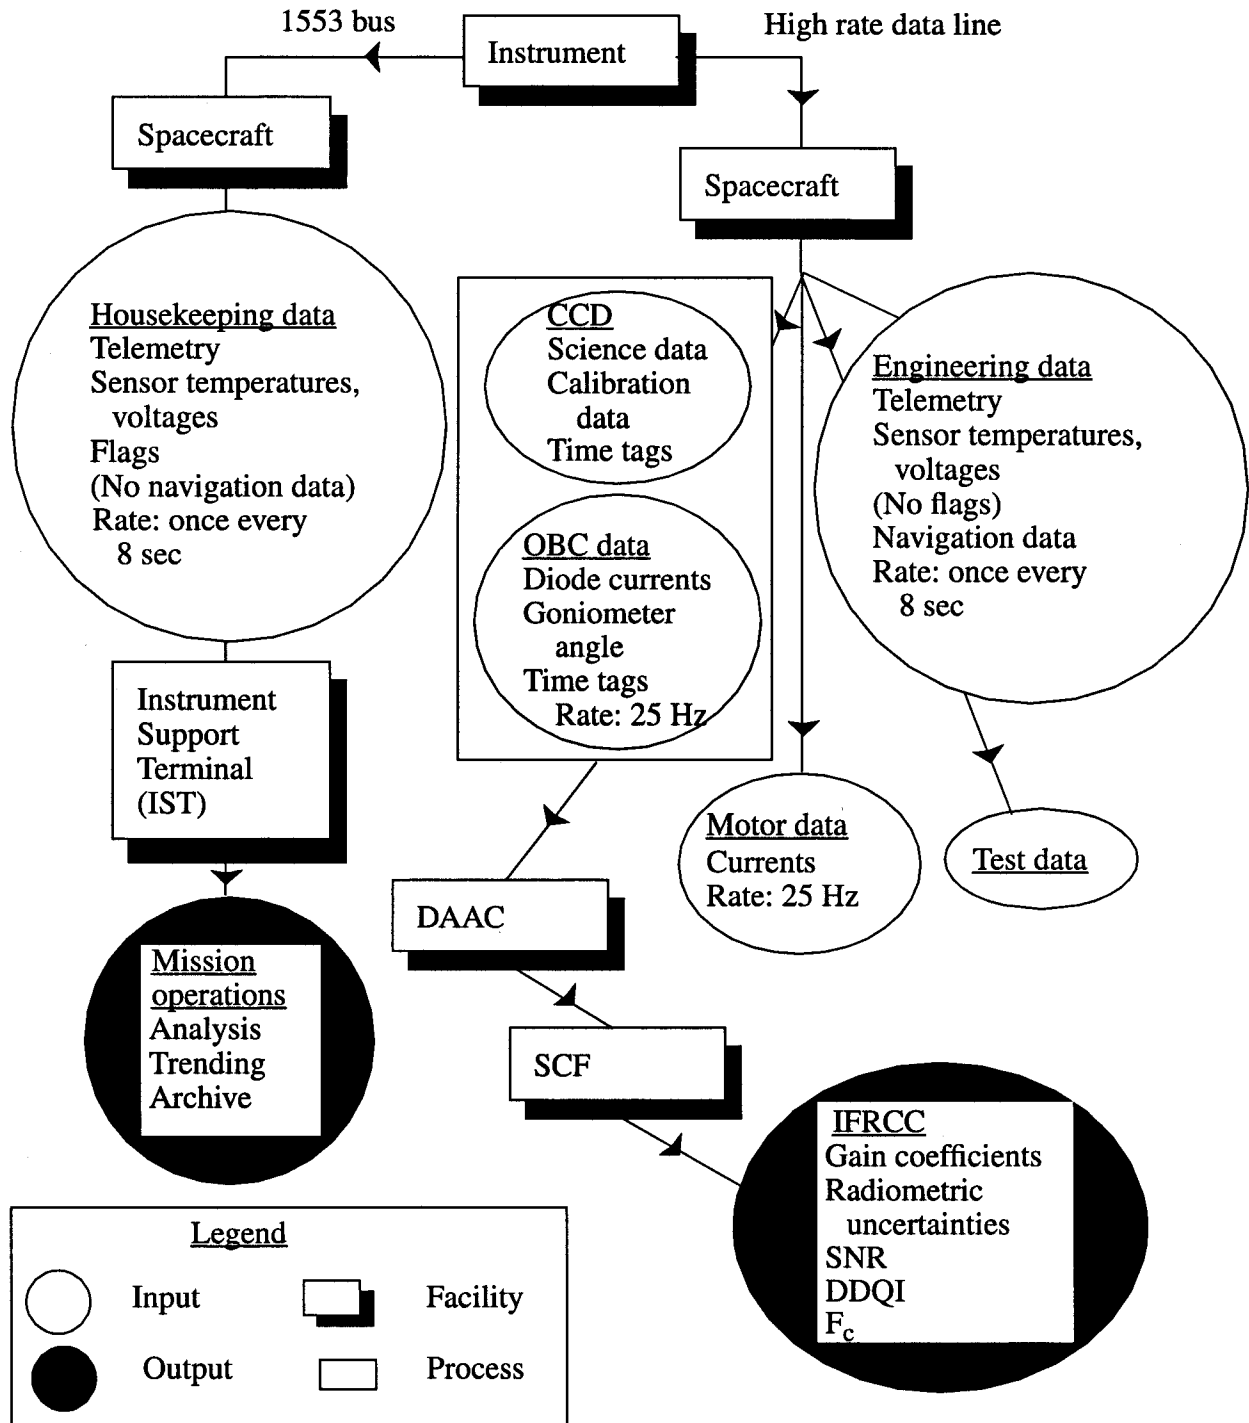 1553 bus
Instrument
High rate data line
Spacecraft
Spacecraft
Housekeeping data
Telemetry
Sensor temperatures,
voltages
Flags
(No navigation data)
Rate: once every
8 sec
CCD
Science data
Calibration
data
Time tags
OBC data
Diode currents
Goniometer
angle
Time tags
Rate: 25 Hz
Engineering data
Telemetry
Sensor temperatures,
voltages
(No flags)
Navigation data
Rate: once every
8 sec
Instrument
Support
Terminal
(IST)
Motor data
Currents
Rate: 25 Hz
Test data
DAAC
Mission
operations
Analysis
Trending
Archive
SCF
IFRCC
Gain coefficients
Radiometric
uncertainties
SNR
DDQI
Fc
Legend
Input
Facility
Output
Process